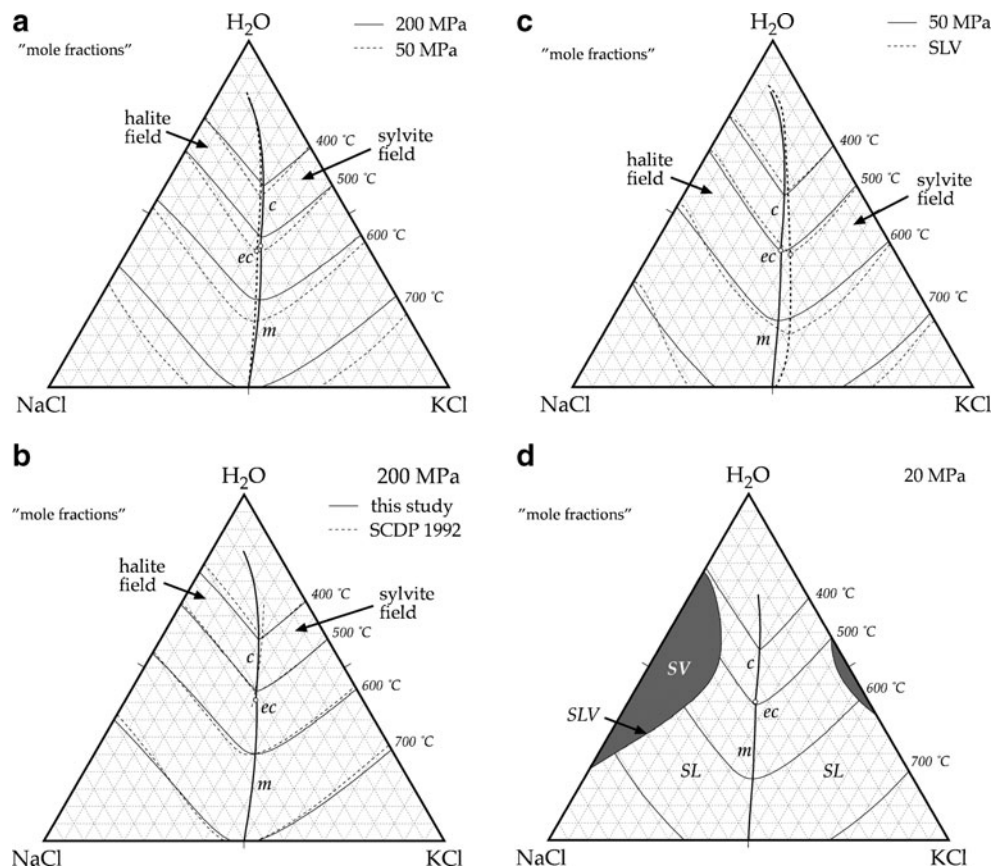 a
H₂O
200 MPa
50 MPa
"mole fractions"
halite
field
sylvite
field
400 ˚C
500 ˚C
600 ˚C
700 ˚C
c
ec
m
NaCl
KCl
c
H₂O
50 MPa
SLV
"mole fractions"
halite
field
sylvite
field
400 ˚C
500 ˚C
600 ˚C
700 ˚C
c
ec
m
NaCl
KCl
b
H₂O
200 MPa
this study
SCDP 1992
"mole fractions"
halite
field
sylvite
field
400 ˚C
500 ˚C
600 ˚C
700 ˚C
c
ec
m
NaCl
KCl
d
H₂O
20 MPa
"mole fractions"
400 ˚C
500 ˚C
600 ˚C
700 ˚C
SV
SLV
c
ec
m
SL
SL
NaCl
KCl